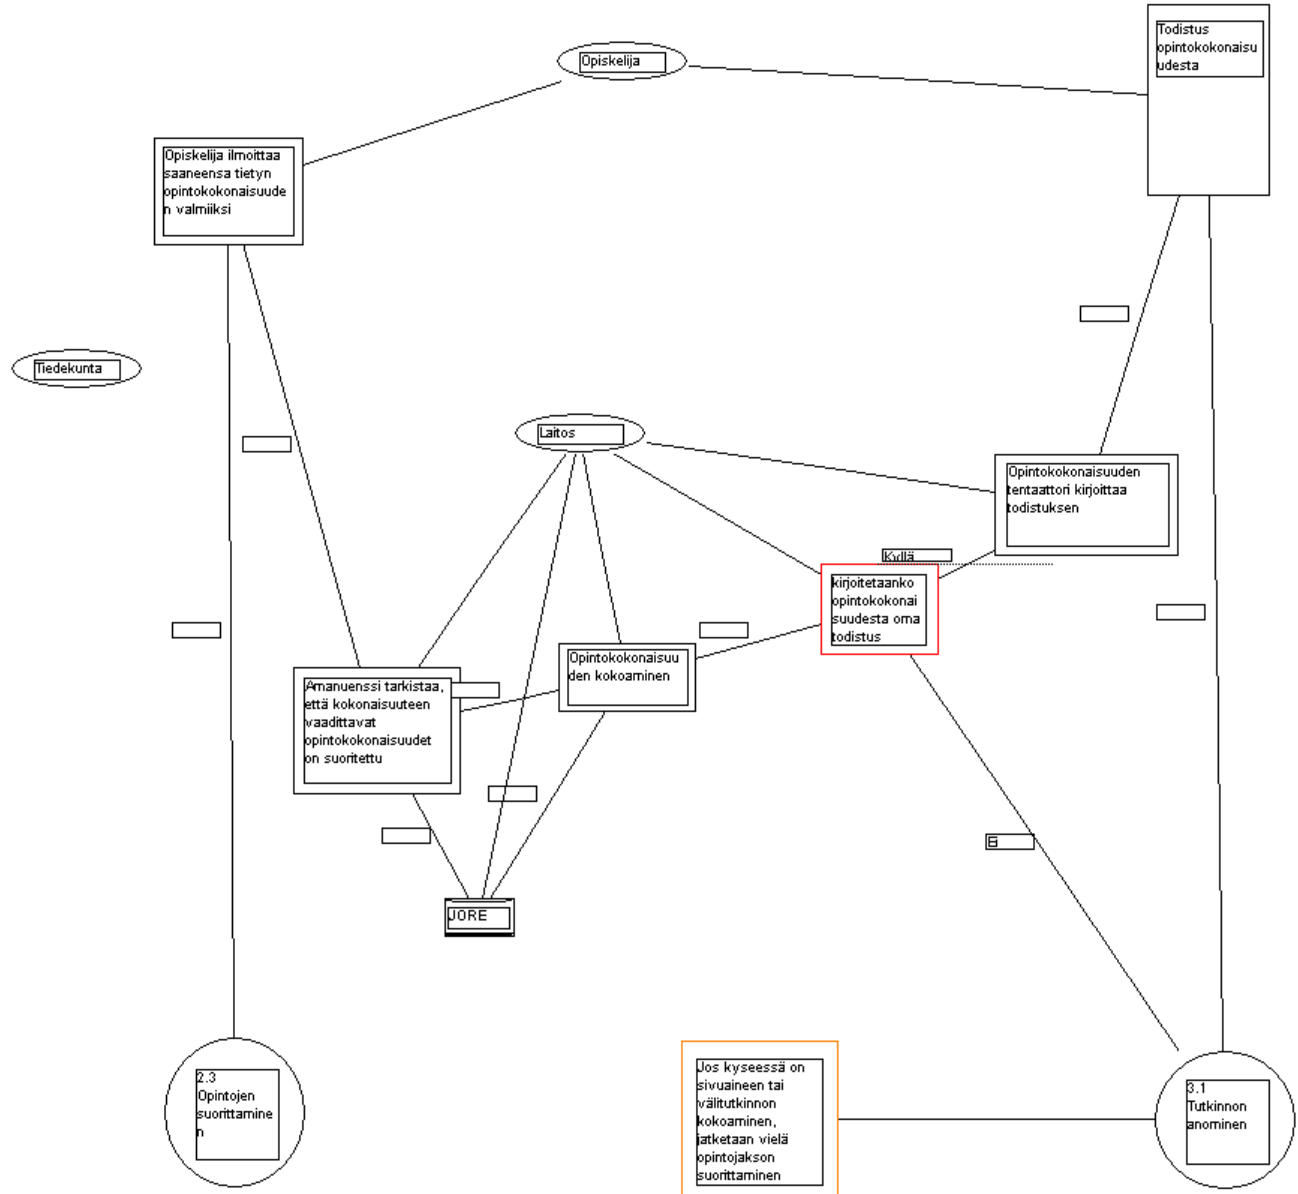 Opiskelija
Todistus
opintokokonaisu
udesta
Opiskelija ilmoittaa
saaneensa tietyn
opintokokonaisuude
n valmiiksi
Tiedekunta
Laitos
Opintokokonaisuuden
tentaattori kirjoittaa
todistuksen
Kyllä
kirjoitetaanko
opintokokonai
suudesta oma
todistus
Opintokokonaisuu
den kokoaminen
Amanuenssi tarkistaa,
että kokonaisuuteen
vaadittavat
opintokokonaisuudet
on suoritettu
Ei
JORE
2.3
Opintojen
suorittamine
n
Jos kyseessä on
sivuaineen tai
välitutkinnon
kokoaminen,
jatketaan vielä
opintojakson
suorittaminen
3.1
Tutkinnon
anominen